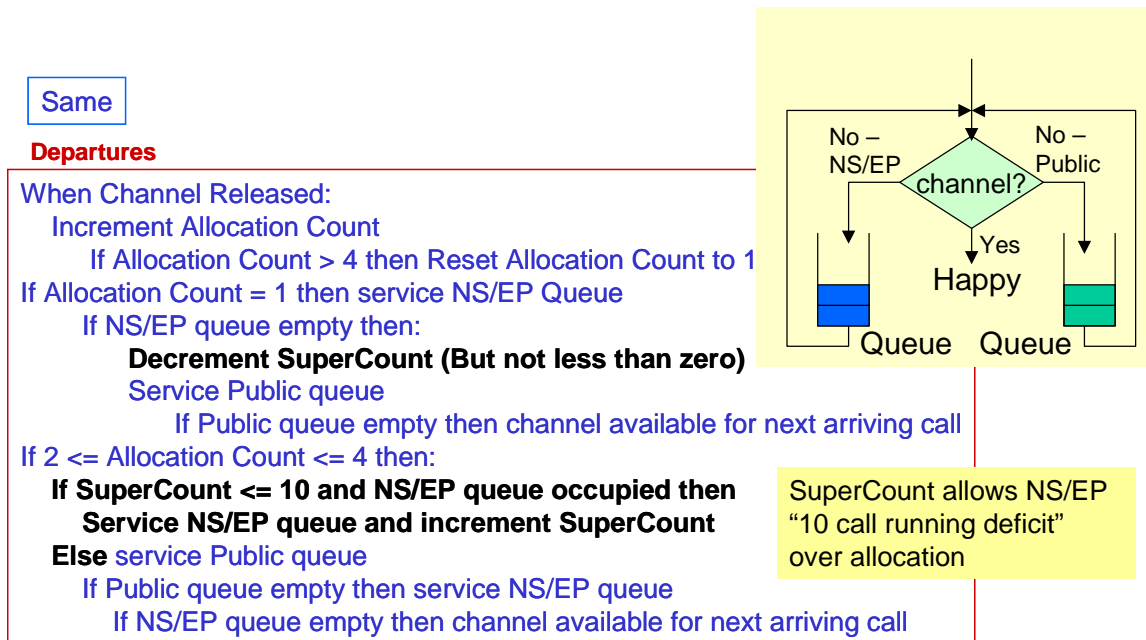 Same
Departures
When Channel Released:
Increment Allocation Count
If Allocation Count > 4 then Reset Allocation Count to 1
If Allocation Count = 1 then service NS/EP Queue
If NS/EP queue empty then:
Decrement SuperCount (But not less than zero)
Service Public queue
If Public queue empty then channel available for next arriving call
If 2 <= Allocation Count <= 4 then:
If SuperCount <= 10 and NS/EP queue occupied then
Service NS/EP queue and increment SuperCount
Else service Public queue
If Public queue empty then service NS/EP queue
If NS/EP queue empty then channel available for next arriving call
No –
NS/EP
No –
Public
channel?
Yes
Happy
Queue
Queue
SuperCount allows NS/EP
“10 call running deficit”
over allocation